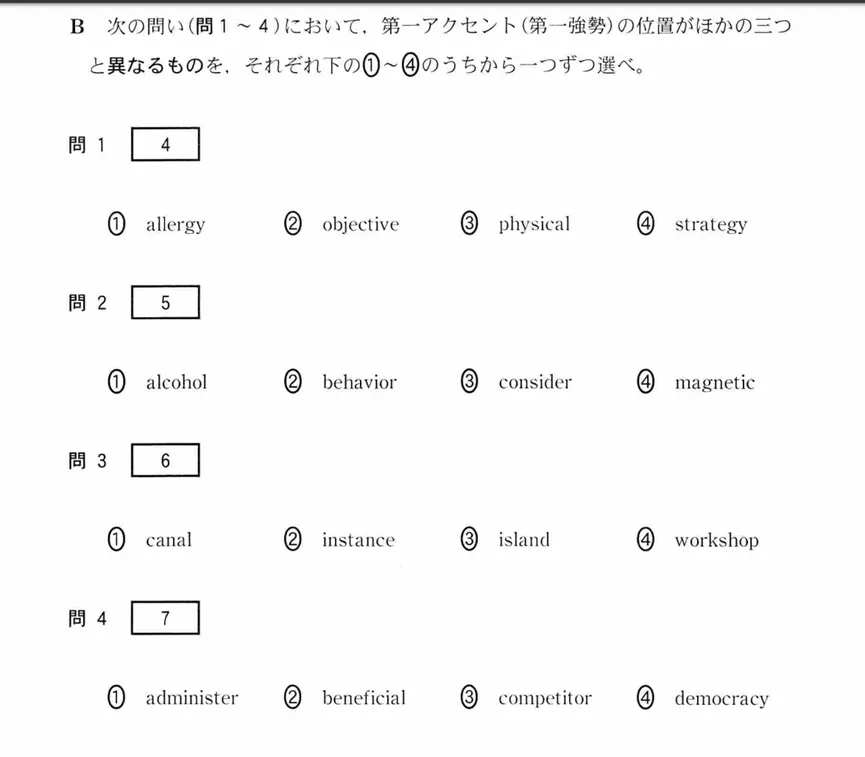 B 次の問い(問1～4)において，第一アクセント(第一強勢)の位置がほかの三つ
と異なるものを，それぞれ下の①～④のうちから一つずつ選べ。
問1 4
① allergy ② objective ③ physical ④ strategy
問2 5
① alcohol ② behavior ③ consider ④ magnetic
問3 6
① canal ② instance ③ island ④ workshop
問4 7
① administer ② beneficial ③ competitor ④ democracy